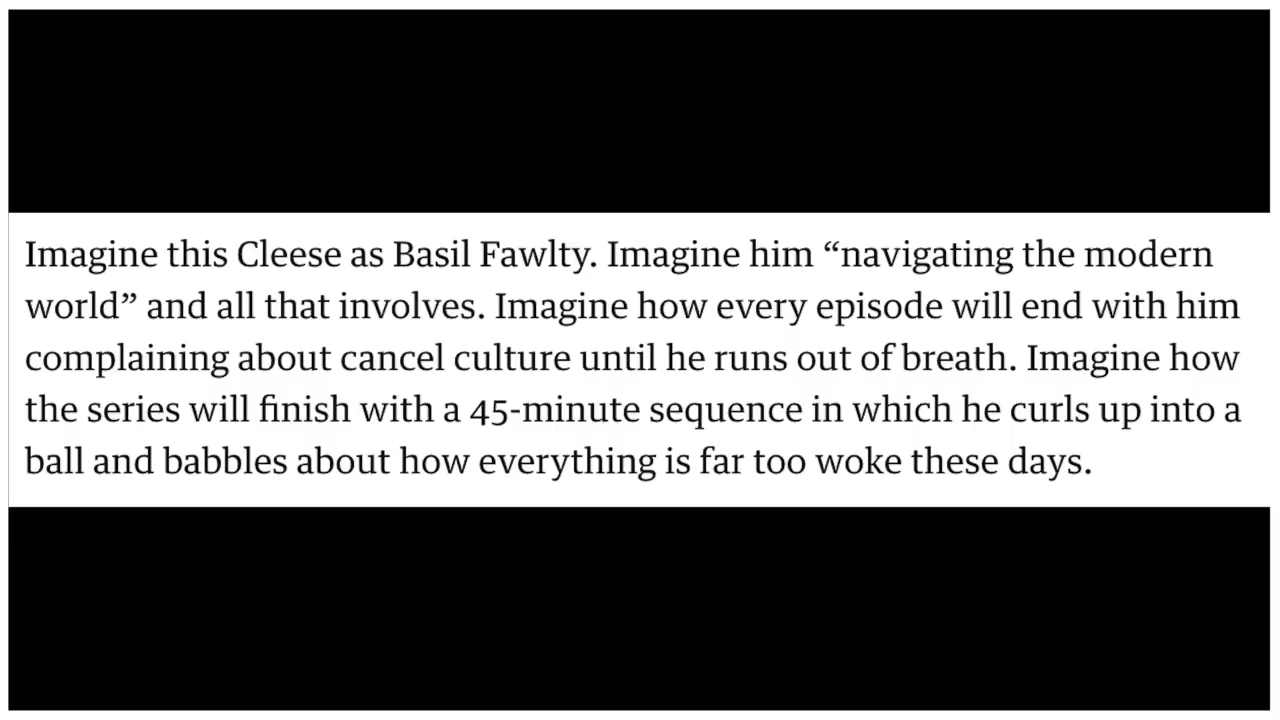 Imagine this Cleese as Basil Fawlty. Imagine him “navigating the modern
world” and all that involves. Imagine how every episode will end with him
complaining about cancel culture until he runs out of breath. Imagine how
the series will finish with a 45-minute sequence in which he curls up into a
ball and babbles about how everything is far too woke these days.